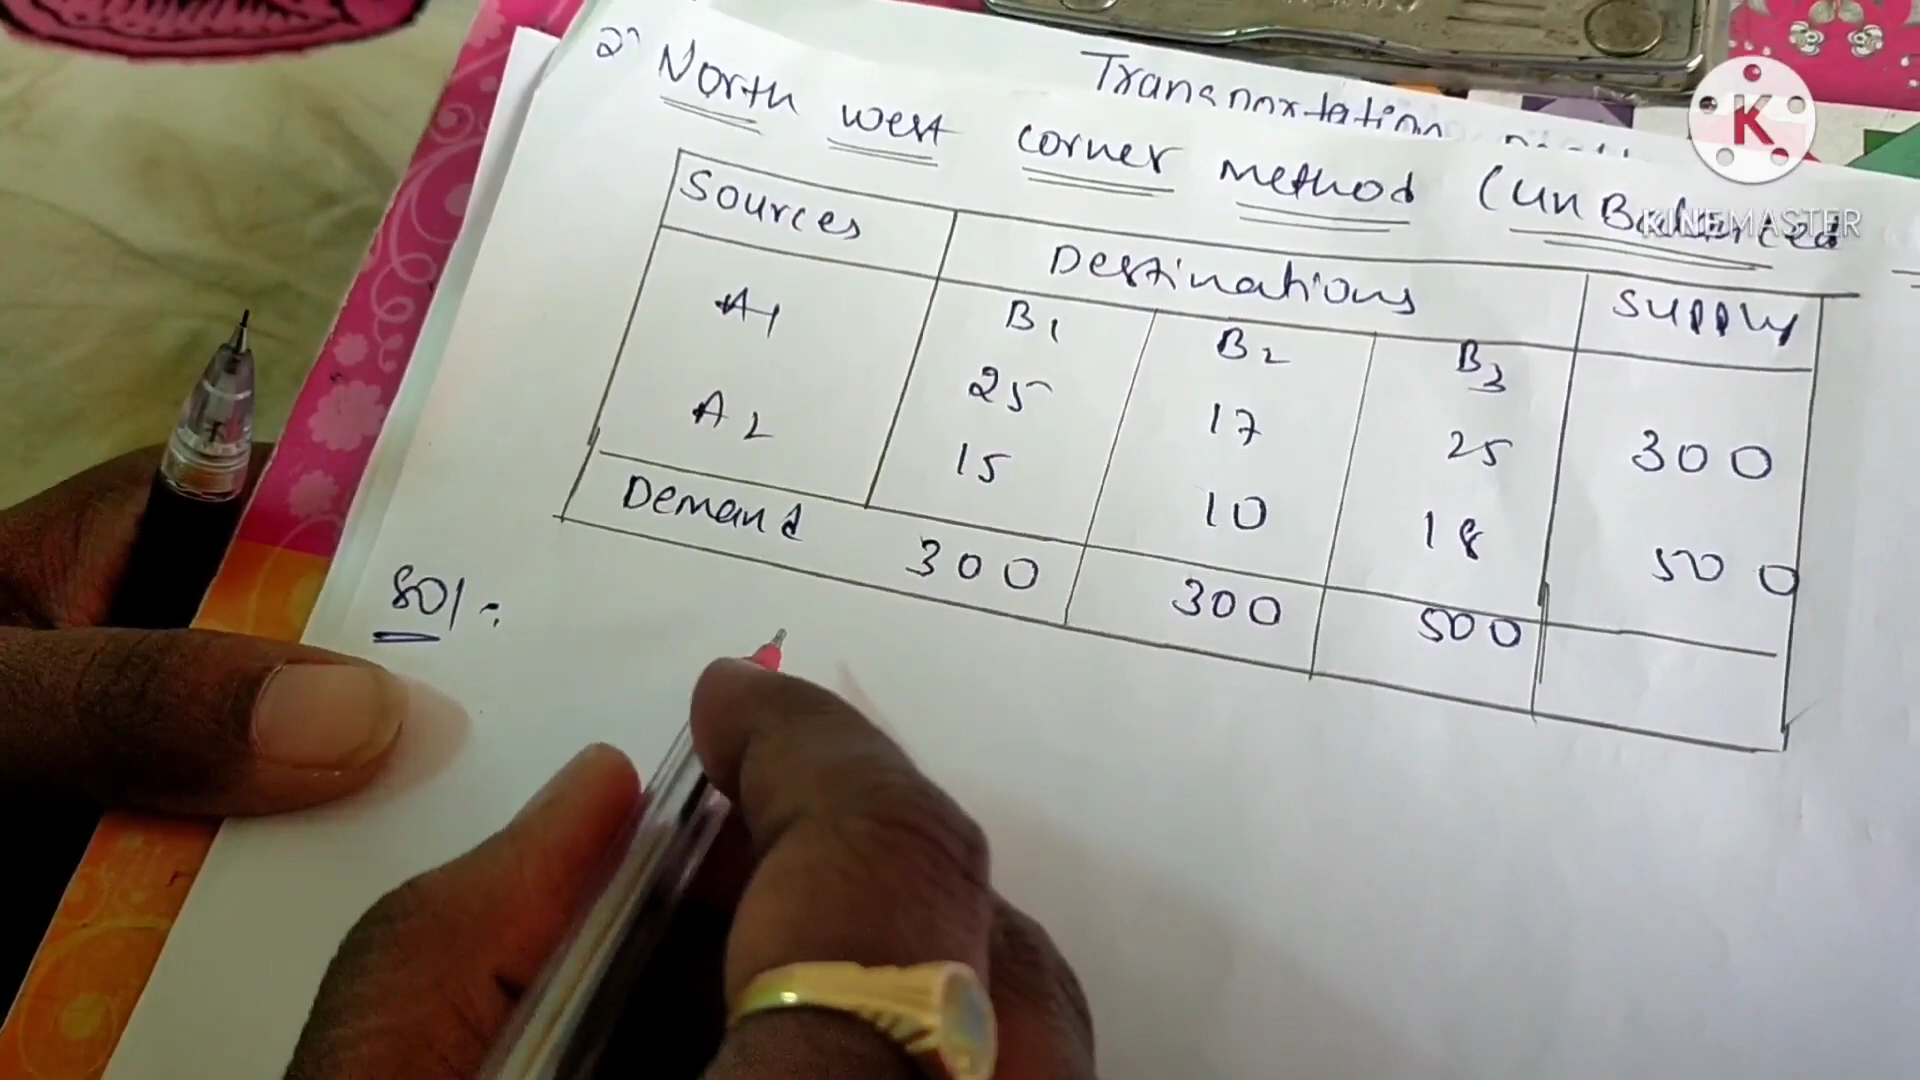 Transportation
2) North west corner method (UnBalanced
K
KINEMASTER
Sources Destinations Supply
A1 B1 B2 B3
25 17 25 300
A2 15 10 18 500
Demand 300 300 500
Sol: